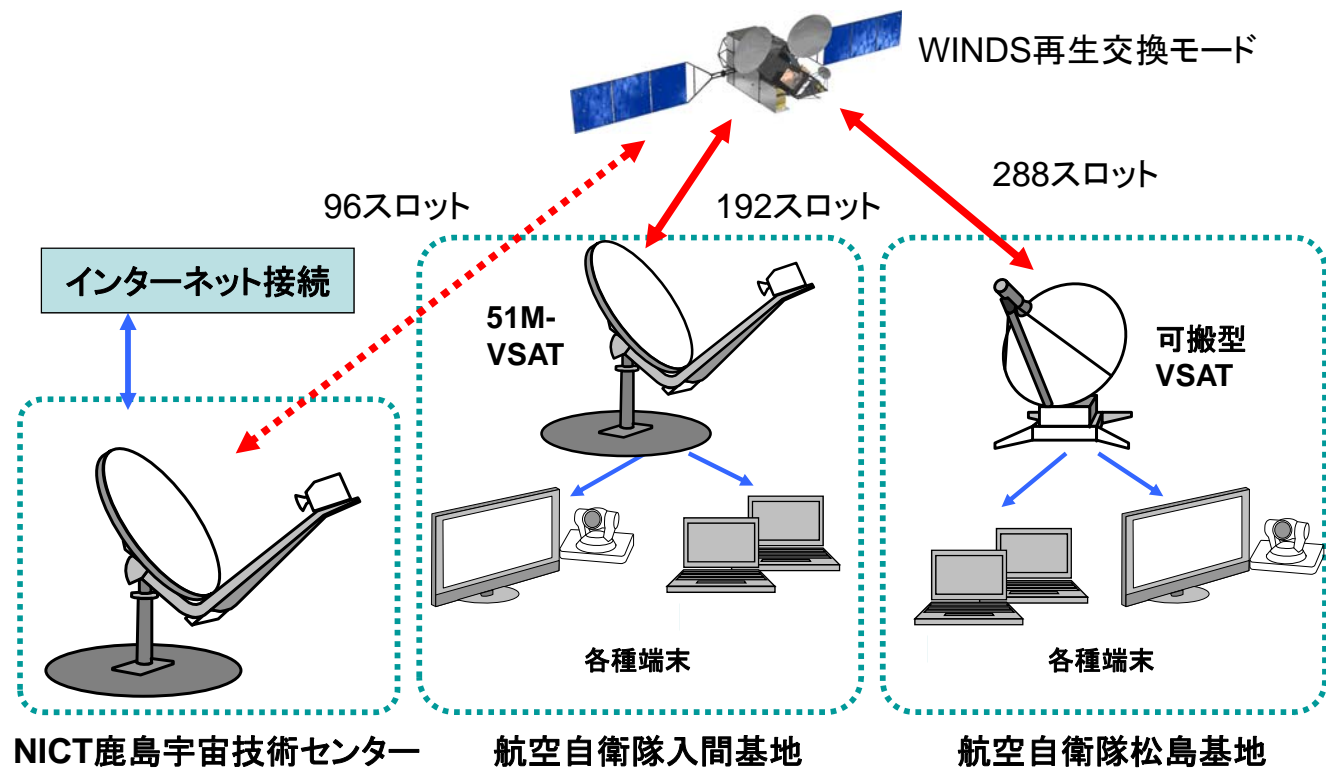 WINDS再生交換モード
288スロット
96スロット
192スロット
インターネット接続
51M-
VSAT
可搬型
VSAT
各種端末
各種端末
NICT鹿島宇宙技術センター
航空自衛隊入間基地
航空自衛隊松島基地